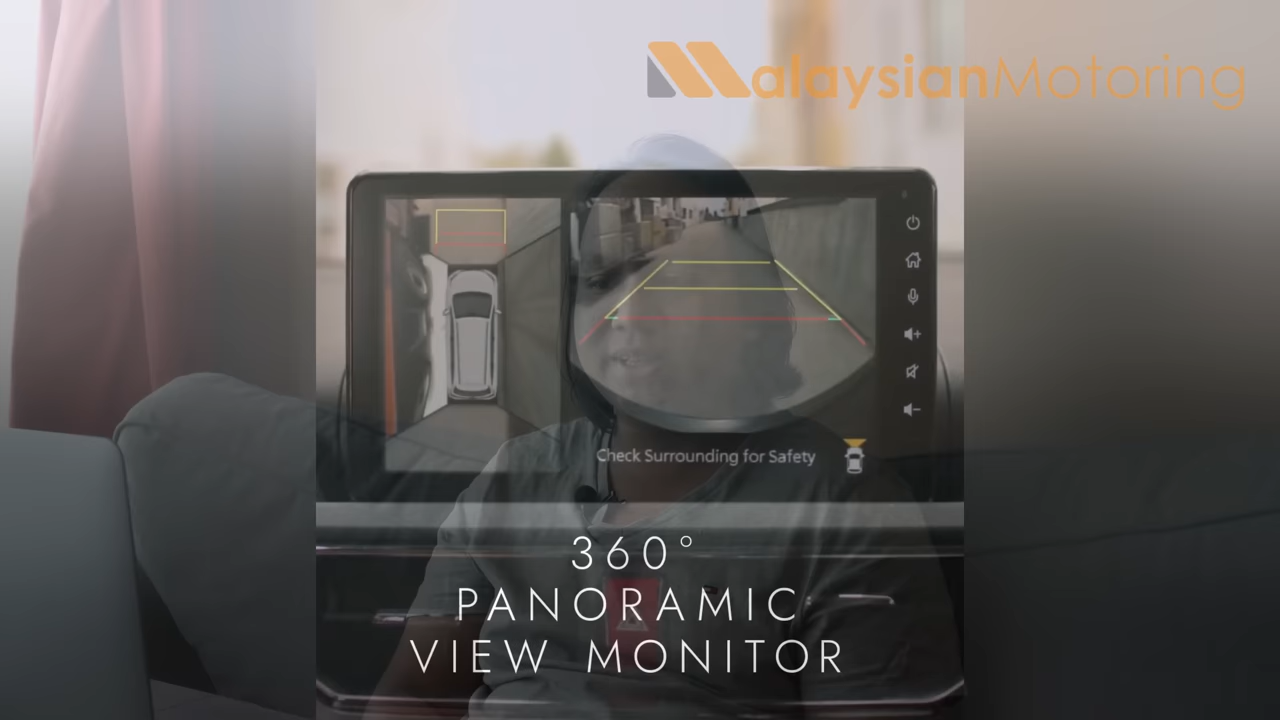 MalaysianMotoring
Check Surrounding for Safety
360°
PANORAMIC
VIEW MONITOR